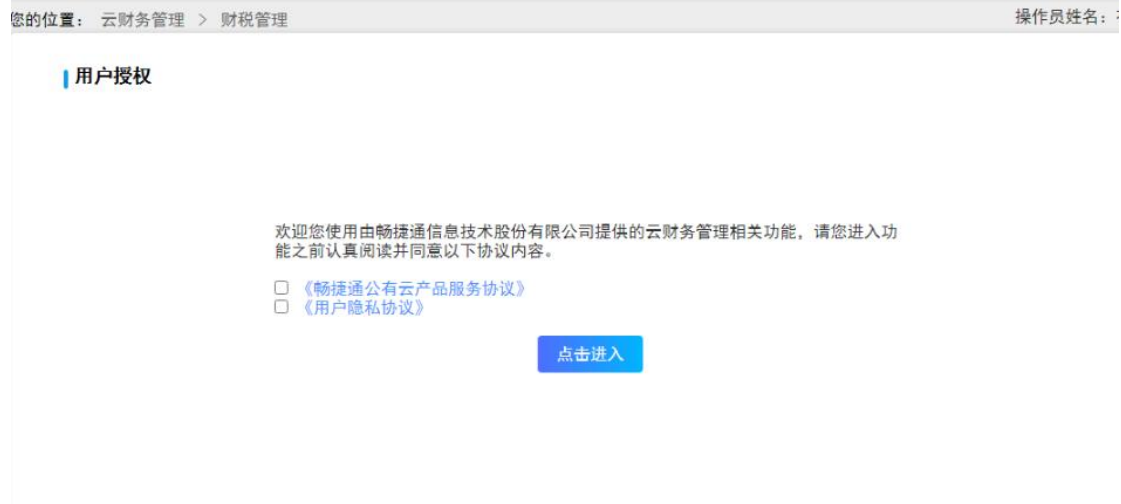 您的位置： 云财务管理 > 财税管理 操作员姓名：
用户授权
欢迎您使用由畅捷通信息技术股份有限公司提供的云财务管理相关功能，请您进入功
能之前认真阅读并同意以下协议内容。
《畅捷通公有云产品服务协议》
《用户隐私协议》
点击进入